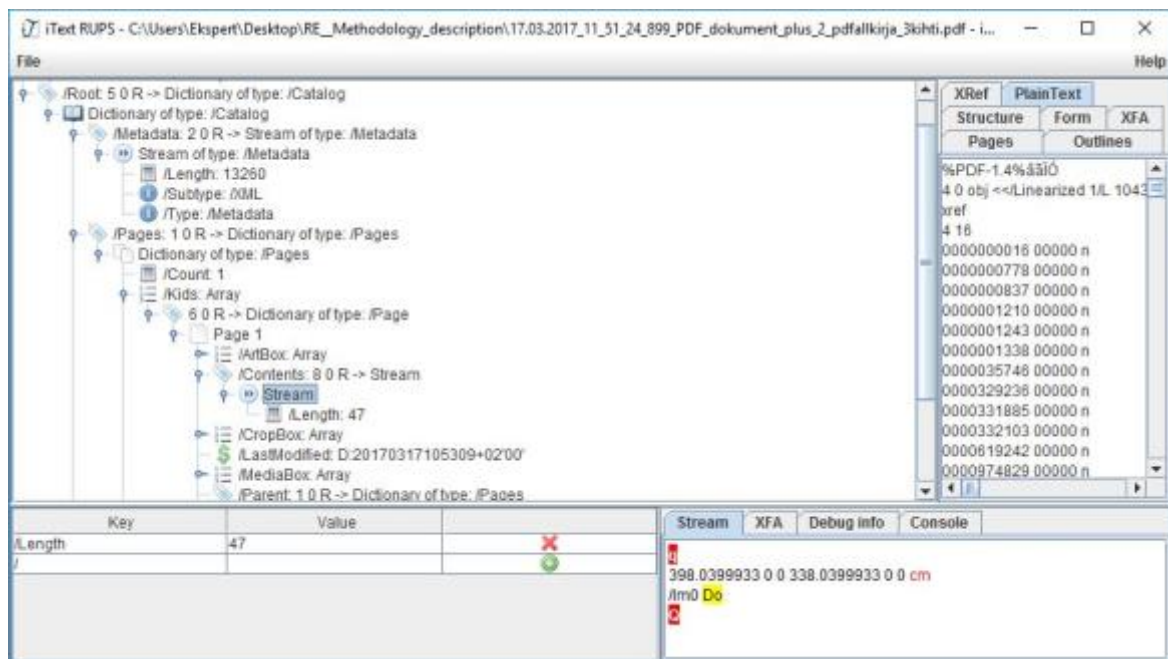 iText RUPS - C:\Users\Ekspert\Desktop\RE__Methodology_description\17.03.2017_11_51_24_899_PDF_dokument_plus_2_pdfallkirja_3kihti.pdf - i...
File
Help
/Root: 5 0 R -> Dictionary of type: /Catalog
Dictionary of type: /Catalog
/Metadata: 2 0 R -> Stream of type: /Metadata
Stream of type: /Metadata
/Length: 13260
/Subtype: /XML
/Type: /Metadata
/Pages: 1 0 R -> Dictionary of type: /Pages
Dictionary of type: /Pages
/Count: 1
/Kids: Array
6 0 R -> Dictionary of type: /Page
Page 1
/ArtBox: Array
/Contents: 8 0 R -> Stream
Stream
/Length: 47
/CropBox: Array
/LastModified: D:20170317105309+02'00'
/MediaBox: Array
/Parent: 1 0 R -> Dictionary of type: /Pages
XRef PlainText
Structure Form XFA
Pages Outlines
%PDF-1.4%âãÏÓ
4 0 obj <</Linearized 1/L 1043
xref
4 16
0000000016 00000 n
0000000778 00000 n
0000000837 00000 n
0000001210 00000 n
0000001243 00000 n
0000001338 00000 n
0000035746 00000 n
0000329236 00000 n
0000331885 00000 n
0000332103 00000 n
0000619242 00000 n
0000974829 00000 n
Key Value
/Length 47
/
Stream XFA Debug info Console
q
398.0399933 0 0 338.0399933 0 0 cm
/Im0 Do
Q